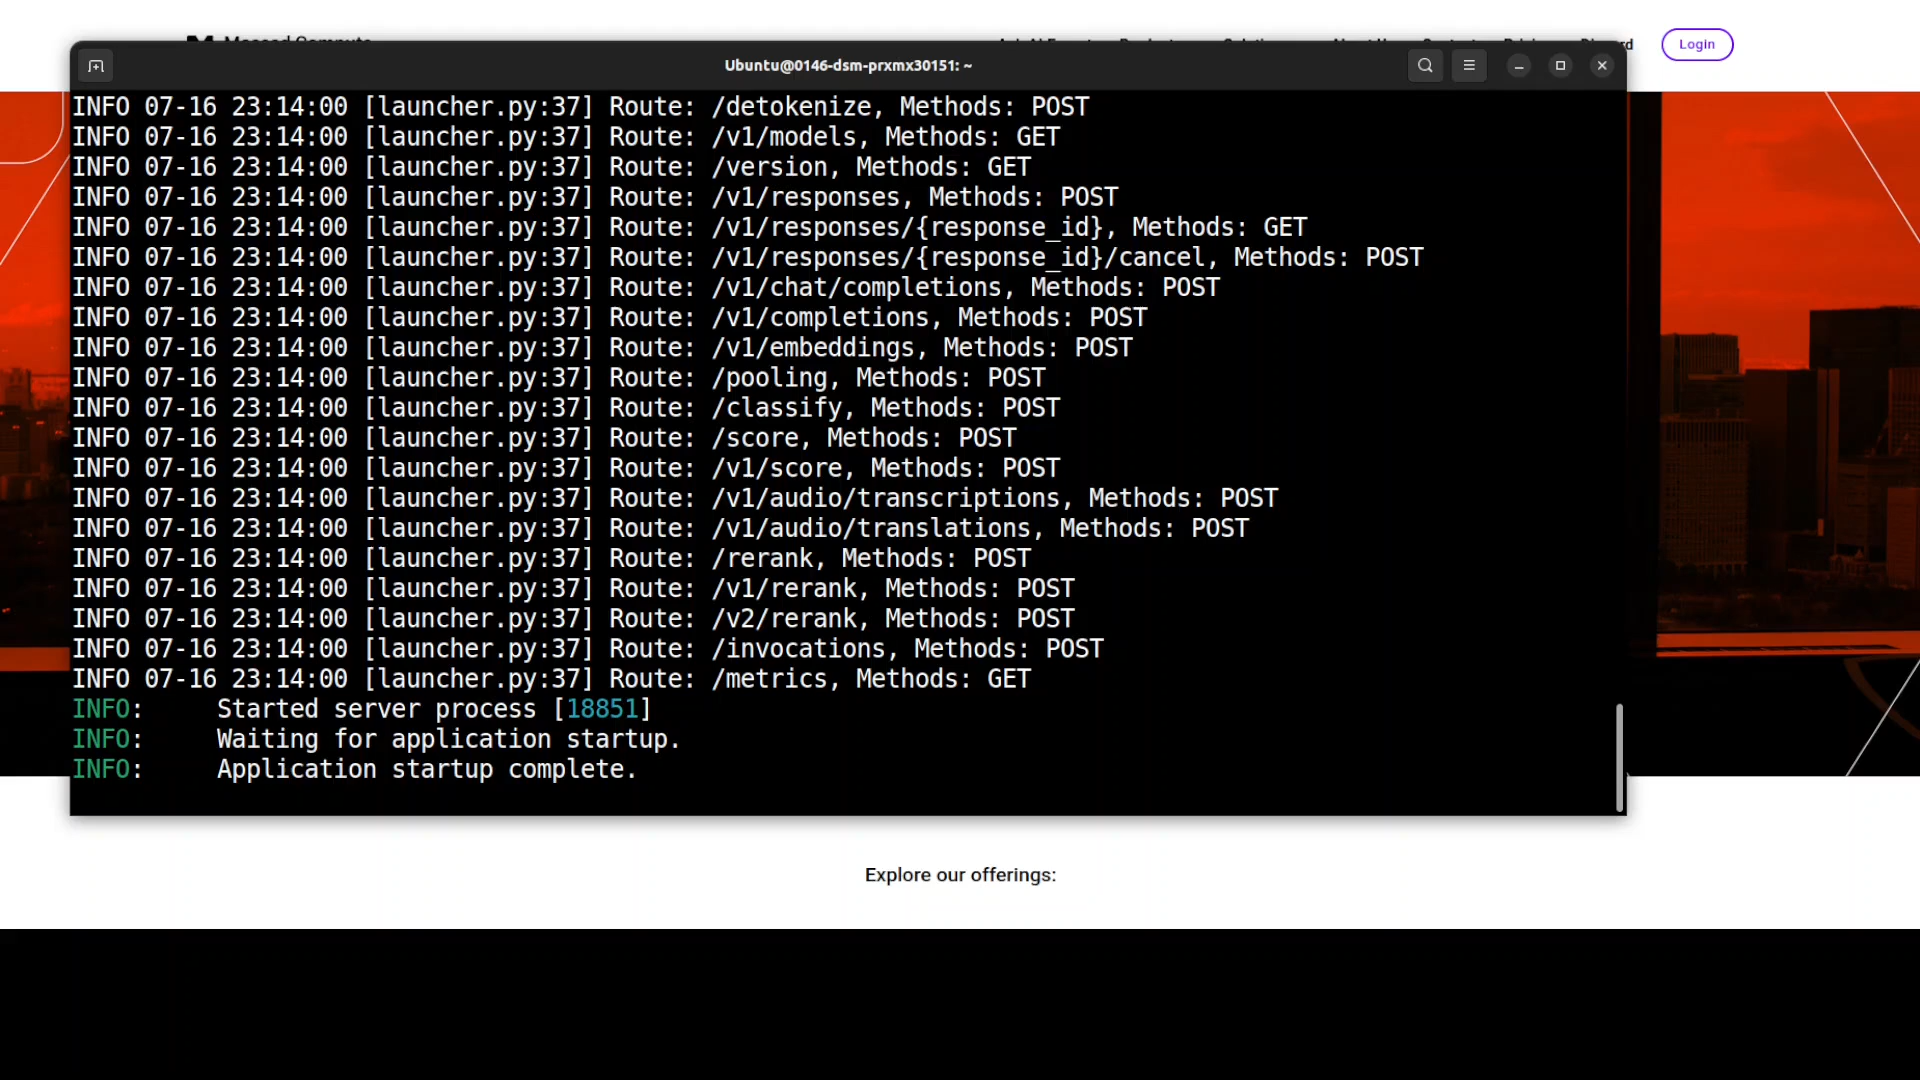 Login
Ubuntu@0146-dsm-prxmx30151: ~
INFO 07-16 23:14:00 [launcher.py:37] Route: /detokenize, Methods: POST
INFO 07-16 23:14:00 [launcher.py:37] Route: /v1/models, Methods: GET
INFO 07-16 23:14:00 [launcher.py:37] Route: /version, Methods: GET
INFO 07-16 23:14:00 [launcher.py:37] Route: /v1/responses, Methods: POST
INFO 07-16 23:14:00 [launcher.py:37] Route: /v1/responses/{response_id}, Methods: GET
INFO 07-16 23:14:00 [launcher.py:37] Route: /v1/responses/{response_id}/cancel, Methods: POST
INFO 07-16 23:14:00 [launcher.py:37] Route: /v1/chat/completions, Methods: POST
INFO 07-16 23:14:00 [launcher.py:37] Route: /v1/completions, Methods: POST
INFO 07-16 23:14:00 [launcher.py:37] Route: /v1/embeddings, Methods: POST
INFO 07-16 23:14:00 [launcher.py:37] Route: /pooling, Methods: POST
INFO 07-16 23:14:00 [launcher.py:37] Route: /classify, Methods: POST
INFO 07-16 23:14:00 [launcher.py:37] Route: /score, Methods: POST
INFO 07-16 23:14:00 [launcher.py:37] Route: /v1/score, Methods: POST
INFO 07-16 23:14:00 [launcher.py:37] Route: /v1/audio/transcriptions, Methods: POST
INFO 07-16 23:14:00 [launcher.py:37] Route: /v1/audio/translations, Methods: POST
INFO 07-16 23:14:00 [launcher.py:37] Route: /rerank, Methods: POST
INFO 07-16 23:14:00 [launcher.py:37] Route: /v1/rerank, Methods: POST
INFO 07-16 23:14:00 [launcher.py:37] Route: /v2/rerank, Methods: POST
INFO 07-16 23:14:00 [launcher.py:37] Route: /invocations, Methods: POST
INFO 07-16 23:14:00 [launcher.py:37] Route: /metrics, Methods: GET
INFO:     Started server process [18851]
INFO:     Waiting for application startup.
INFO:     Application startup complete.
Explore our offerings: